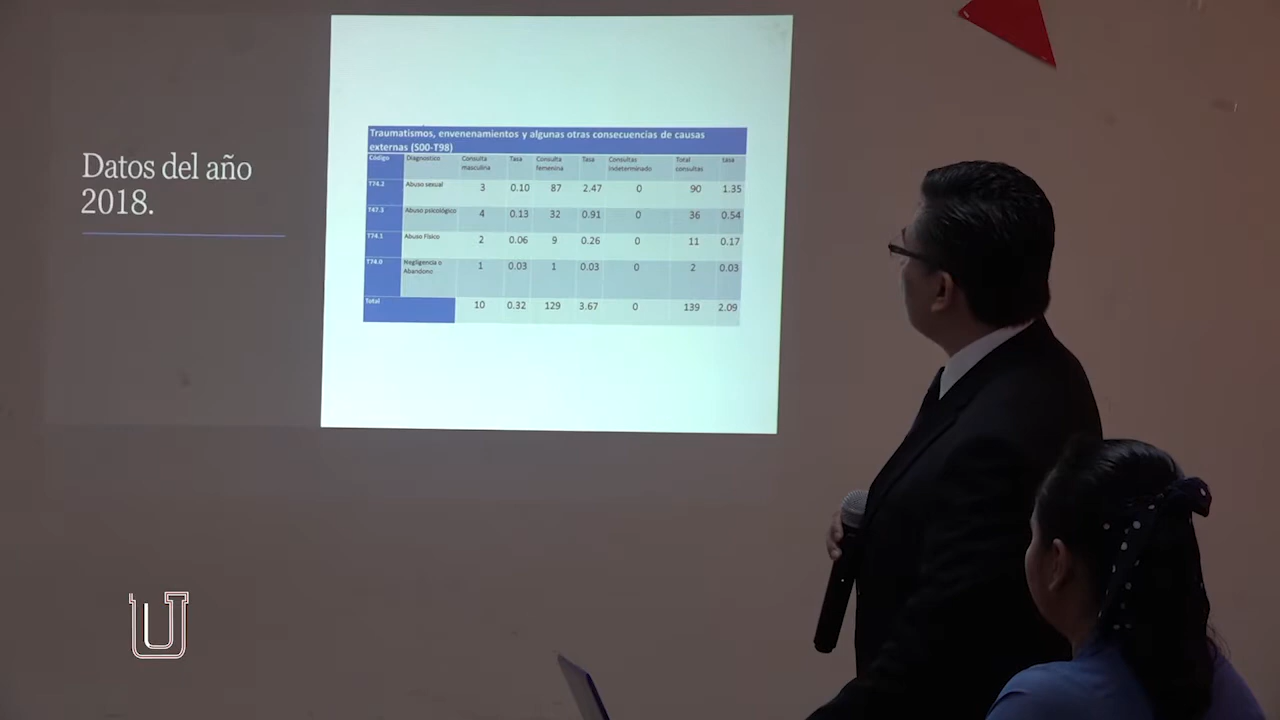 Datos del año
2018.
Traumatismos, envenenamientos y algunas otras consecuencias de causas
externas (S00-T98)
Código Diagnostico Consulta masculina Tasa Consulta femenina Tasa Consultas Indeterminado Total consultas tasa
T74.2 Abuso sexual 3 0.10 87 2.47 0 90 1.35
T47.3 Abuso psicológico 4 0.13 32 0.91 0 36 0.54
T74.1 Abuso Físico 2 0.06 9 0.26 0 11 0.17
T74.0 Negligencia o Abandono 1 0.03 1 0.03 0 2 0.03
Total 10 0.32 129 3.67 0 139 2.09
U